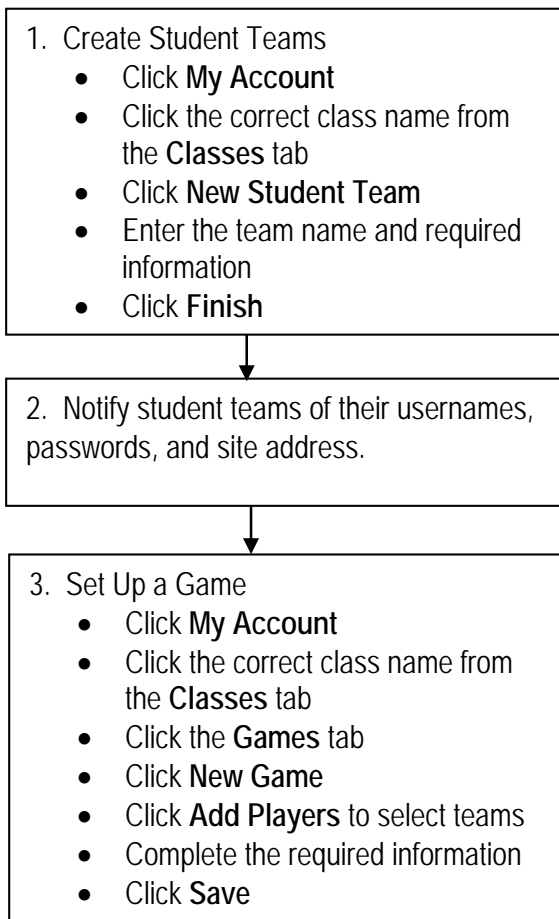 1. Create Student Teams
• Click My Account
• Click the correct class name from
the Classes tab
• Click New Student Team
• Enter the team name and required
information
• Click Finish
2. Notify student teams of their usernames,
passwords, and site address.
3. Set Up a Game
• Click My Account
• Click the correct class name from
the Classes tab
• Click the Games tab
• Click New Game
• Click Add Players to select teams
• Complete the required information
• Click Save